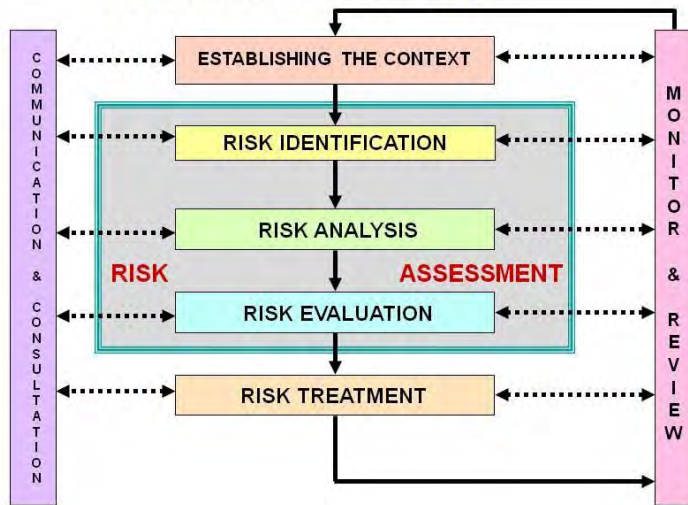 COMMUNICATION & CONSULTATION
ESTABLISHING THE CONTEXT
RISK IDENTIFICATION
RISK ANALYSIS
RISK ASSESSMENT
RISK EVALUATION
RISK TREATMENT
MONITOR & REVIEW